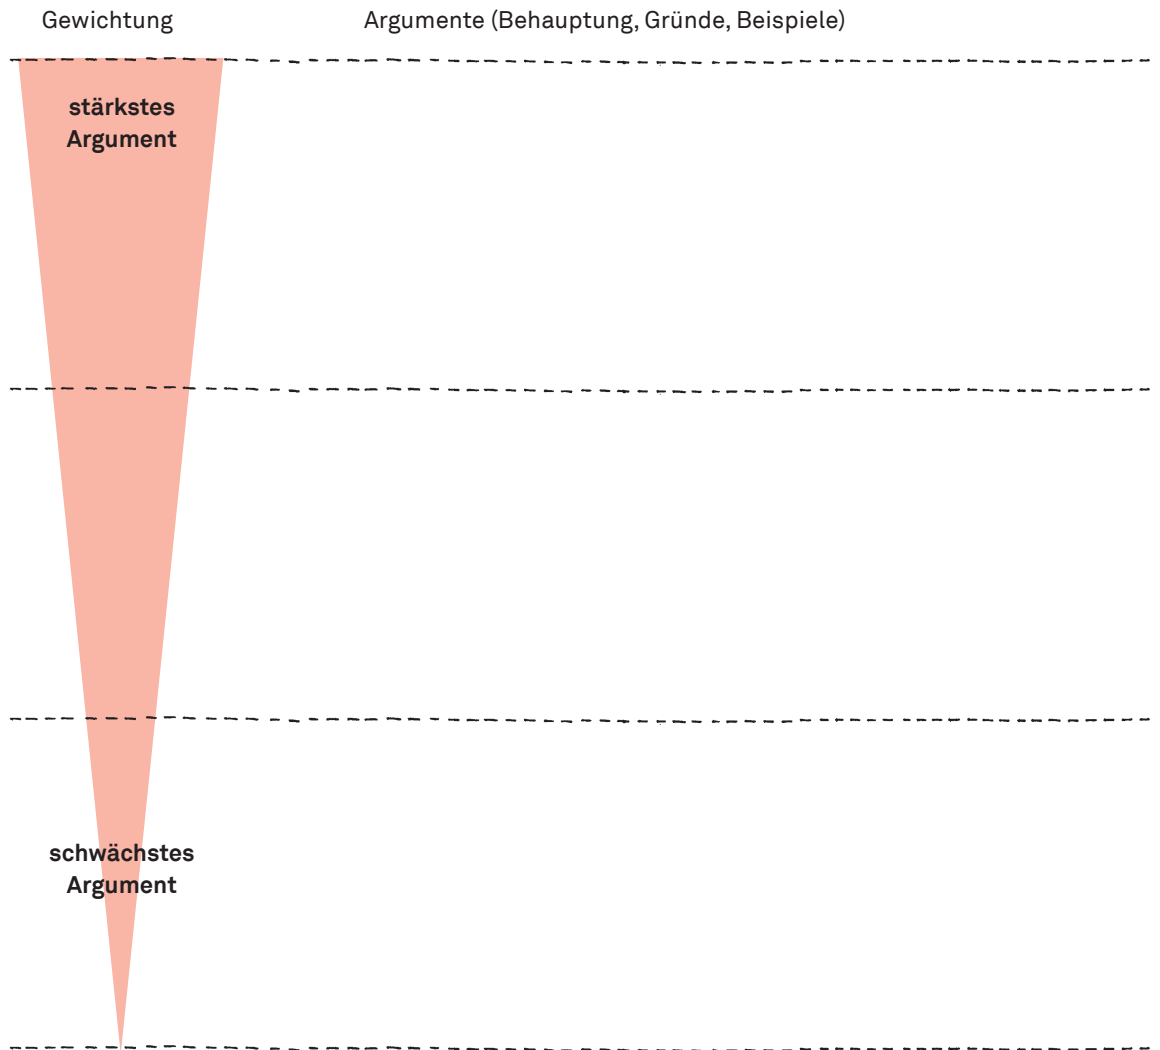 Gewichtung
Argumente (Behauptung, Gründe, Beispiele)
stärkstes
Argument
schwächstes
Argument